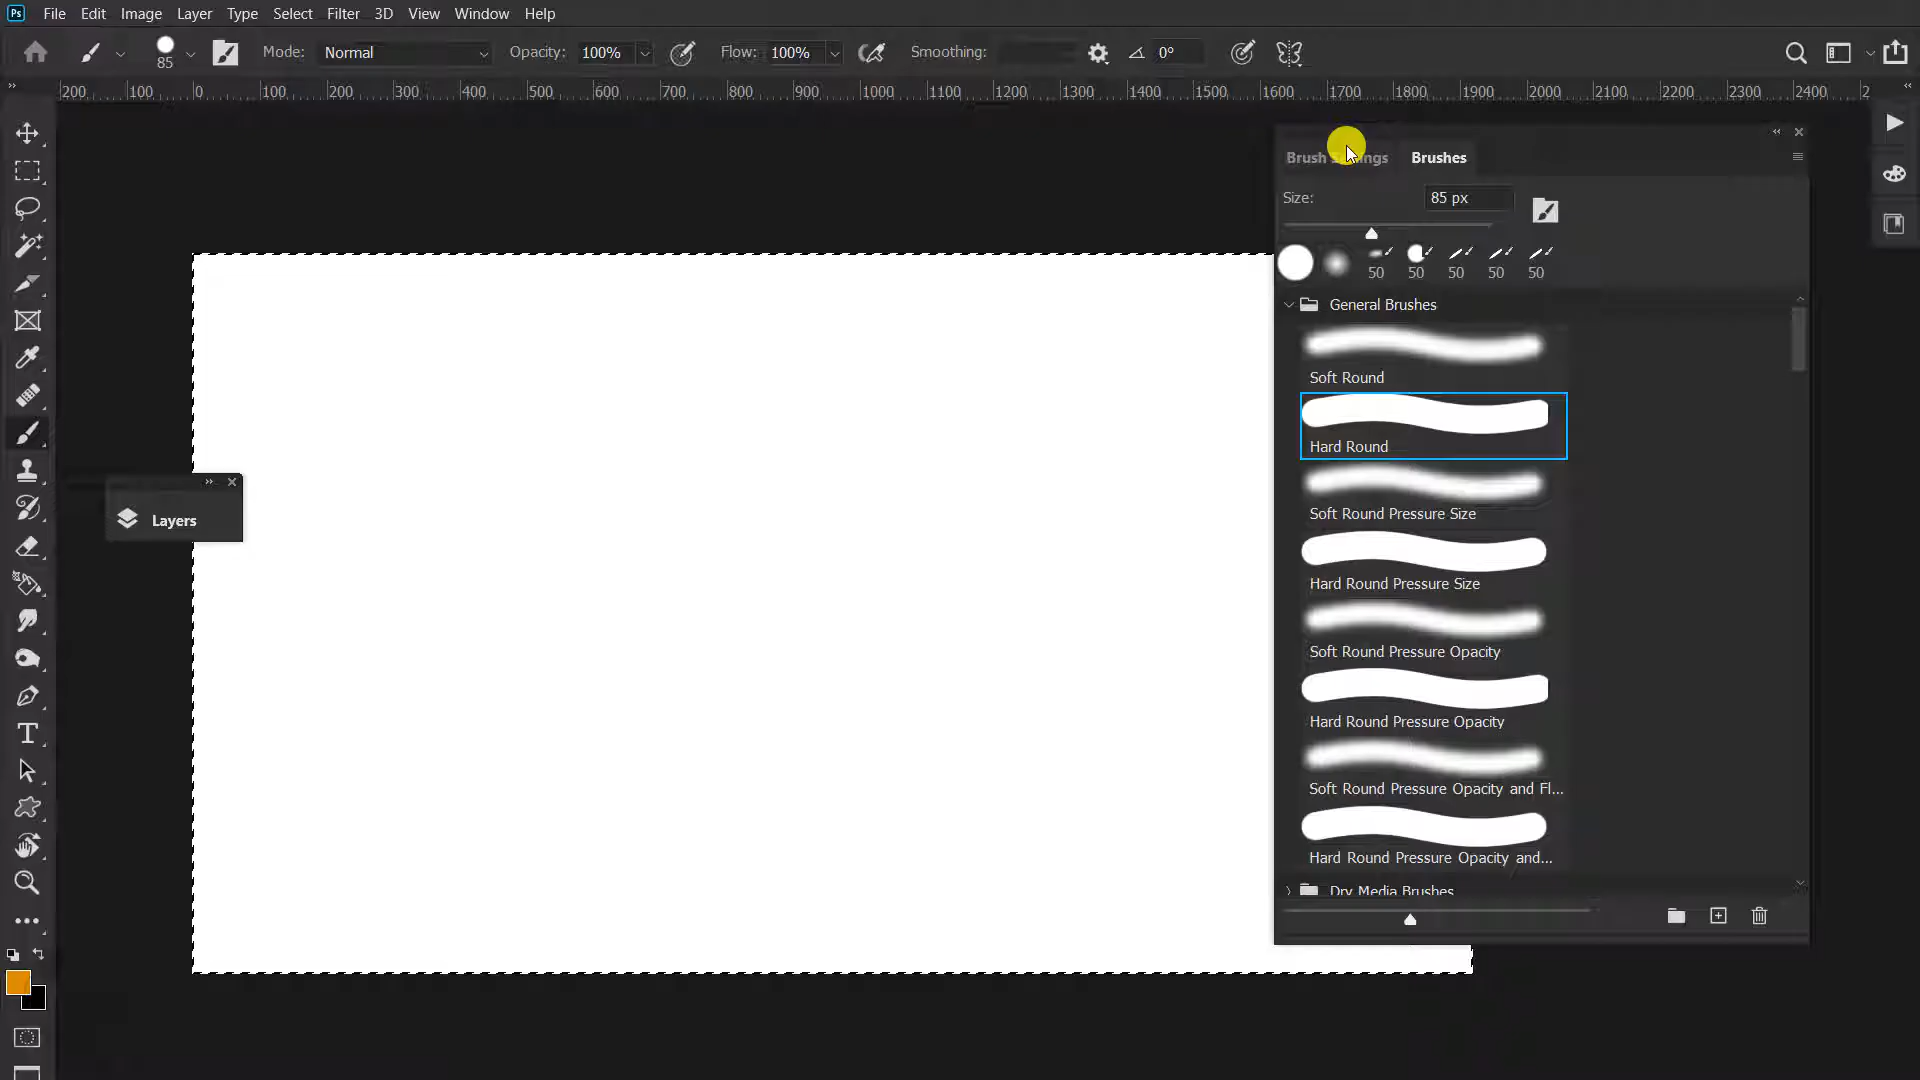 Ps File Edit Image Layer Type Select Filter 3D View Window Help
85 Mode: Normal Opacity: 100% Flow: 100% Smoothing: 0°
200 100 0 100 200 300 400 500 600 700 800 900 1000 1100 1200 1300 1400 1500 1600 1700 1800 1900 2000 2100 2200 2300 2400 2
Brushes
Size: 85 px
50 50 50 50 50
General Brushes
Soft Round
Hard Round
Soft Round Pressure Size
Layers
Hard Round Pressure Size
Soft Round Pressure Opacity
Hard Round Pressure Opacity
Soft Round Pressure Opacity and Fl...
Hard Round Pressure Opacity and...
Dry Media Brushes